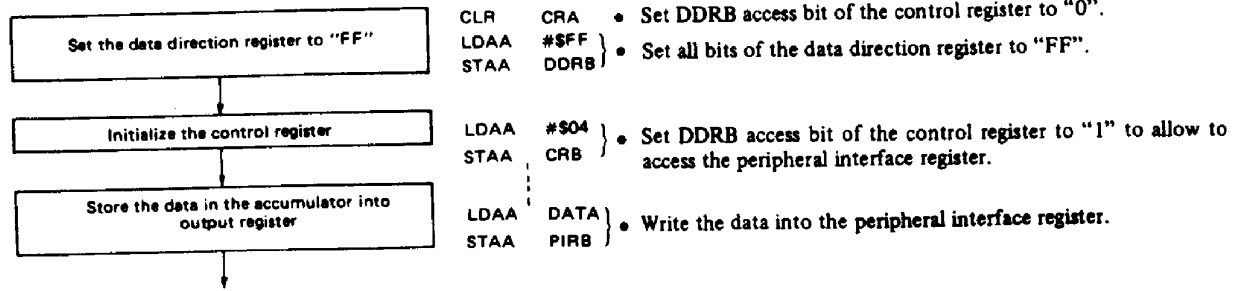 Set the data direction register to "FF"
CLR CRA • Set DDRB access bit of the control register to "0".
LDAA #$FF
STAA DDRB
• Set all bits of the data direction register to "FF".
Initialize the control register
LDAA #$04
STAA CRB
• Set DDRB access bit of the control register to "1" to allow to
access the peripheral interface register.
Store the data in the accumulator into
output register
LDAA DATA
STAA PIRB
• Write the data into the peripheral interface register.